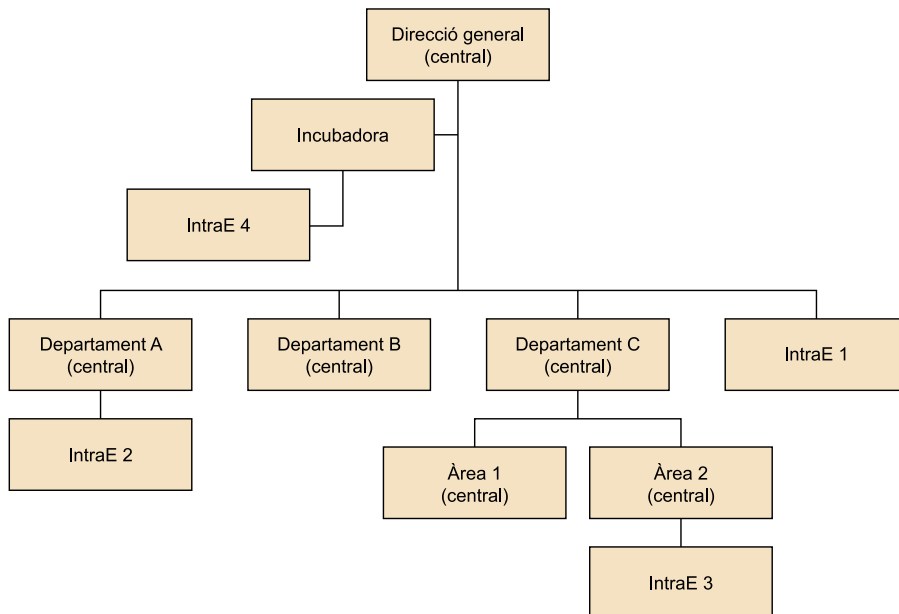 Direcció general
(central)
Incubadora
IntraE 4
Departament A
(central)
Departament B
(central)
Departament C
(central)
IntraE 1
IntraE 2
Àrea 1
(central)
Àrea 2
(central)
IntraE 3